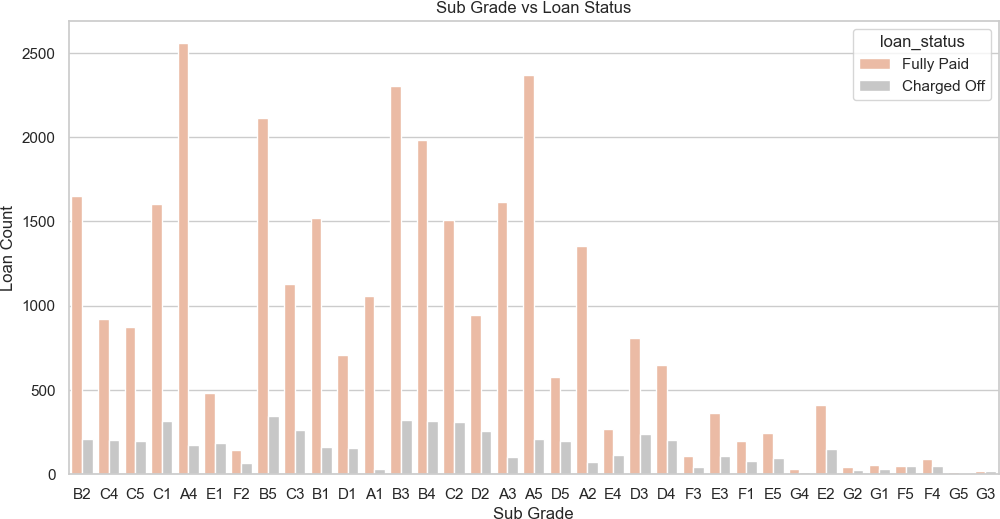 Sub Grade vs Loan Status
loan_status
Fully Paid
Charged Off
Loan Count
2500
2000
1500
1000
500
0
B2 C4 C5 C1 A4 E1 F2 B5 C3 B1 D1 A1 B3 B4 C2 D2 A3 A5 D5 A2 E4 D3 D4 F3 E3 F1 E5 G4 E2 G2 G1 F5 F4 G5 G3
Sub Grade